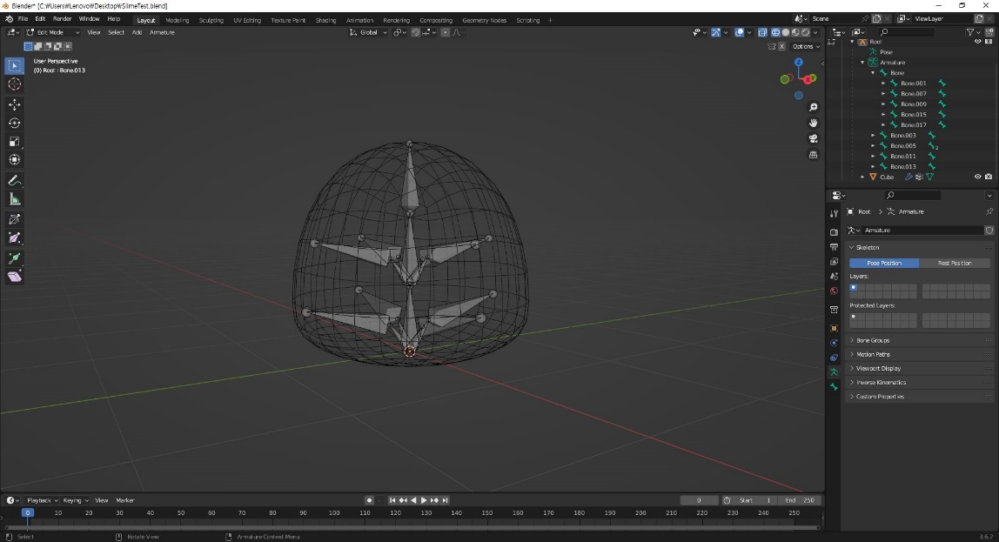 Blender* [C:₩Users₩Lenovo₩Desktop₩SlimeTest.blend]
File Edit Render Window Help Layout Modeling Sculpting UV Editing Texture Paint Shading Animation Rendering Compositing Geometry Nodes Scripting + Scene ViewLayer
Edit Mode View Select Add Armature Global
X Options
User Perspective
(0) Root : Bone.013
Z
X Y
Root
Pose
Armature
Bone
Bone.001
Bone.007
Bone.009
Bone.015
Bone.017
Bone.003
Bone.005 2
Bone.011
Bone.013
Cube
Root > Armature
Armature
Skeleton
Pose Position Rest Position
Layers:
Protected Layers:
Bone Groups
Motion Paths
Viewport Display
Inverse Kinematics
Custom Properties
Playback Keying View Marker 0 Start 1 End 250
0 10 20 30 40 50 60 70 80 90 100 110 120 130 140 150 160 170 180 190 200 210 220 230 240 250
Select Rotate View Armature Context Menu 3.6.7